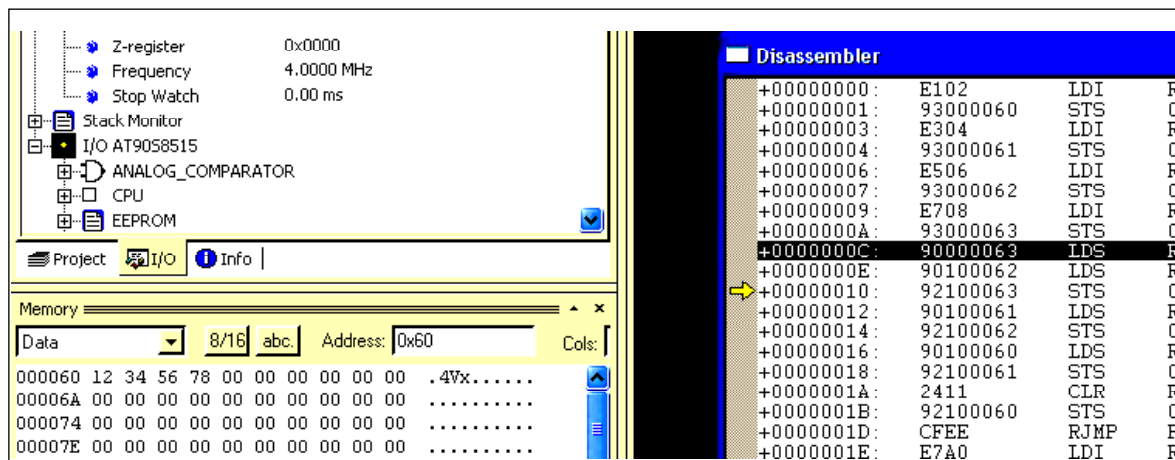 Z-register 0x0000
Frequency 4.0000 MHz
Stop Watch 0.00 ms
Stack Monitor
I/O AT90S8515
ANALOG_COMPARATOR
CPU
EEPROM
Project I/O Info
Memory
Data 8/16 abc. Address: 0x60 Cols:
000060 12 34 56 78 00 00 00 00 00 00 .4Vx......
00006A 00 00 00 00 00 00 00 00 00 00 ..........
000074 00 00 00 00 00 00 00 00 00 00 ..........
00007E 00 00 00 00 00 00 00 00 00 00 ..........
Disassembler
+00000000: E102 LDI
+00000001: 93000060 STS
+00000003: E304 LDI
+00000004: 93000061 STS
+00000006: E506 LDI
+00000007: 93000062 STS
+00000009: E708 LDI
+0000000A: 93000063 STS
+0000000C: 90000063 LDS
+0000000E: 90100062 LDS
+00000010: 92100063 STS
+00000012: 90100061 LDS
+00000014: 92100062 STS
+00000016: 90100060 LDS
+00000018: 92100061 STS
+0000001A: 2411 CLR
+0000001B: 92100060 STS
+0000001D: CFEE RJMP
+0000001E: E7A0 LDI